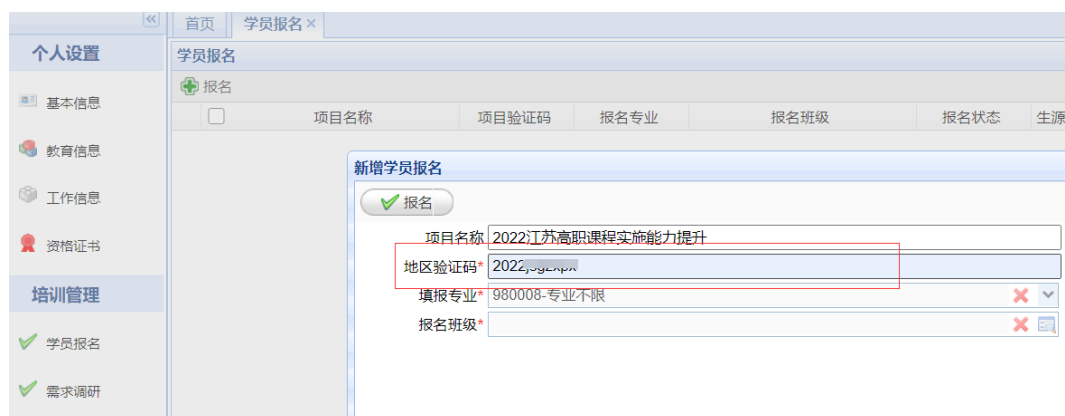 首页 学员报名
个人设置 学员报名
报名
基本信息 项目名称 项目验证码 报名专业 报名班级 报名状态 生源
教育信息
新增学员报名
工作信息 报名
项目名称 2022江苏高职课程实施能力提升
资格证书
地区验证码* 2022
培训管理 填报专业* 980008-专业不限
报名班级*
学员报名
需求调研